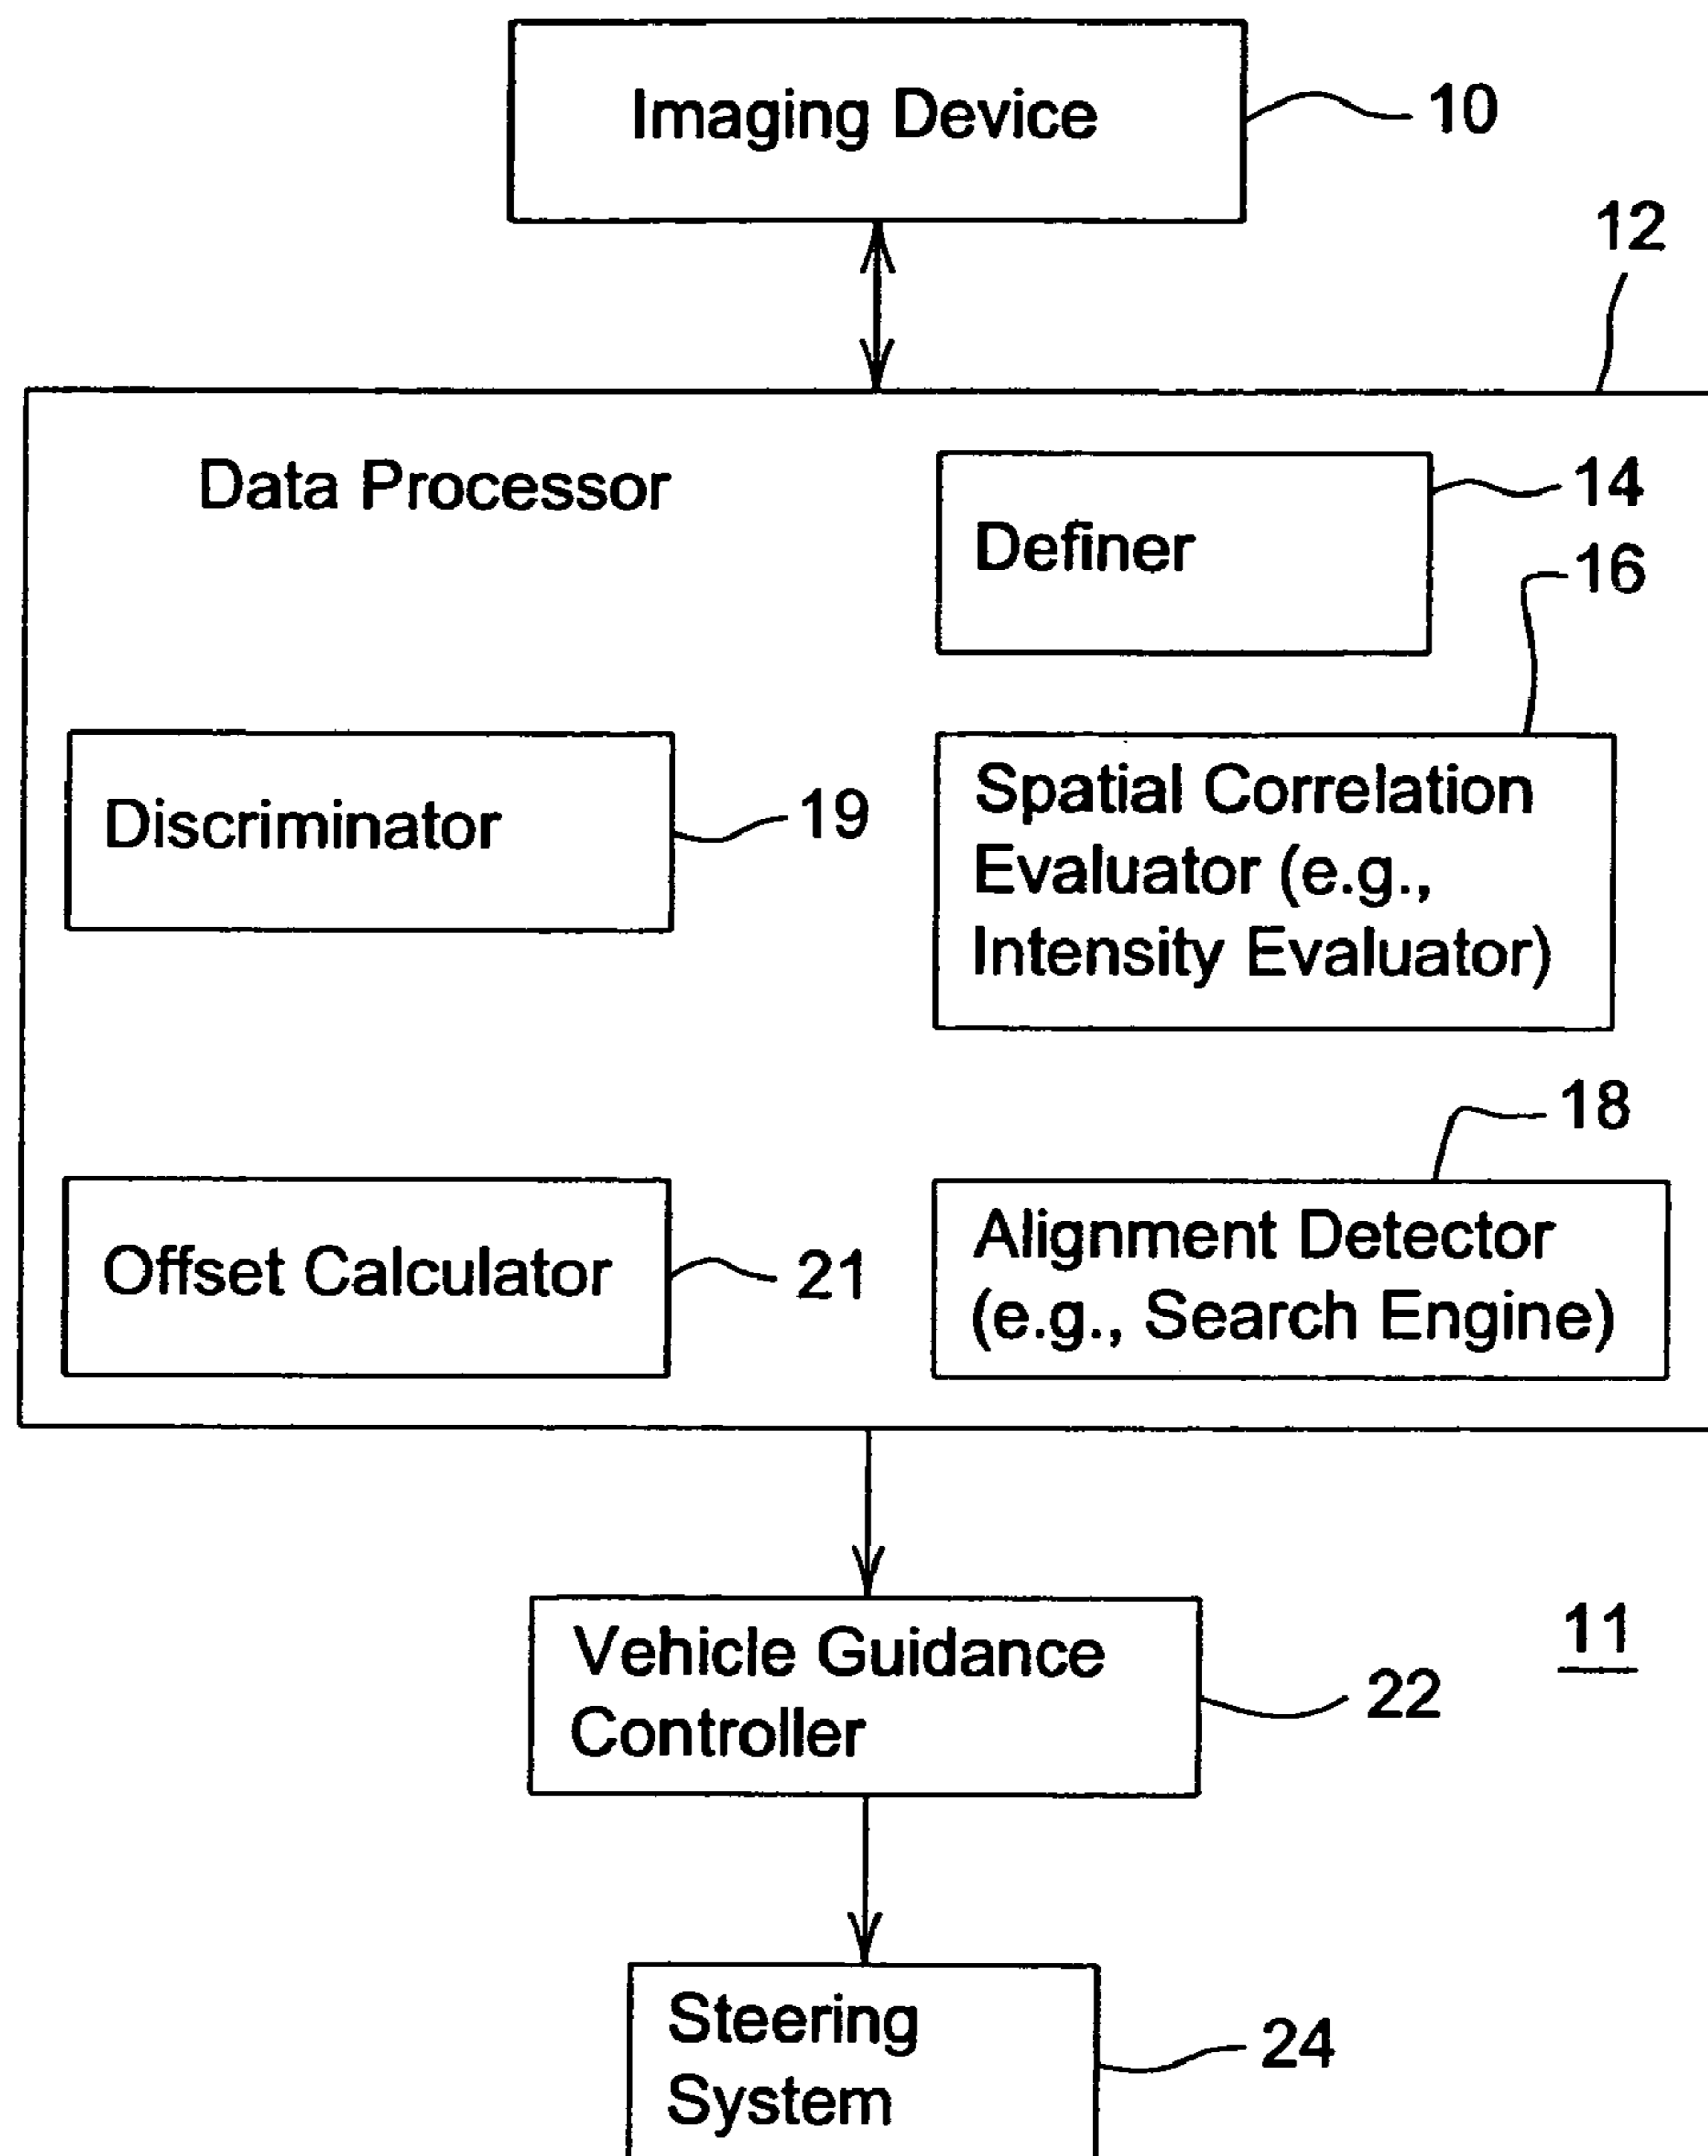 Imaging Device
10
12
Data Processor
14
Definer
16
Discriminator
19
Spatial Correlation
Evaluator (e.g.,
Intensity Evaluator)
18
Offset Calculator
21
Alignment Detector
(e.g., Search Engine)
Vehicle Guidance
Controller
22
11
Steering
System
24